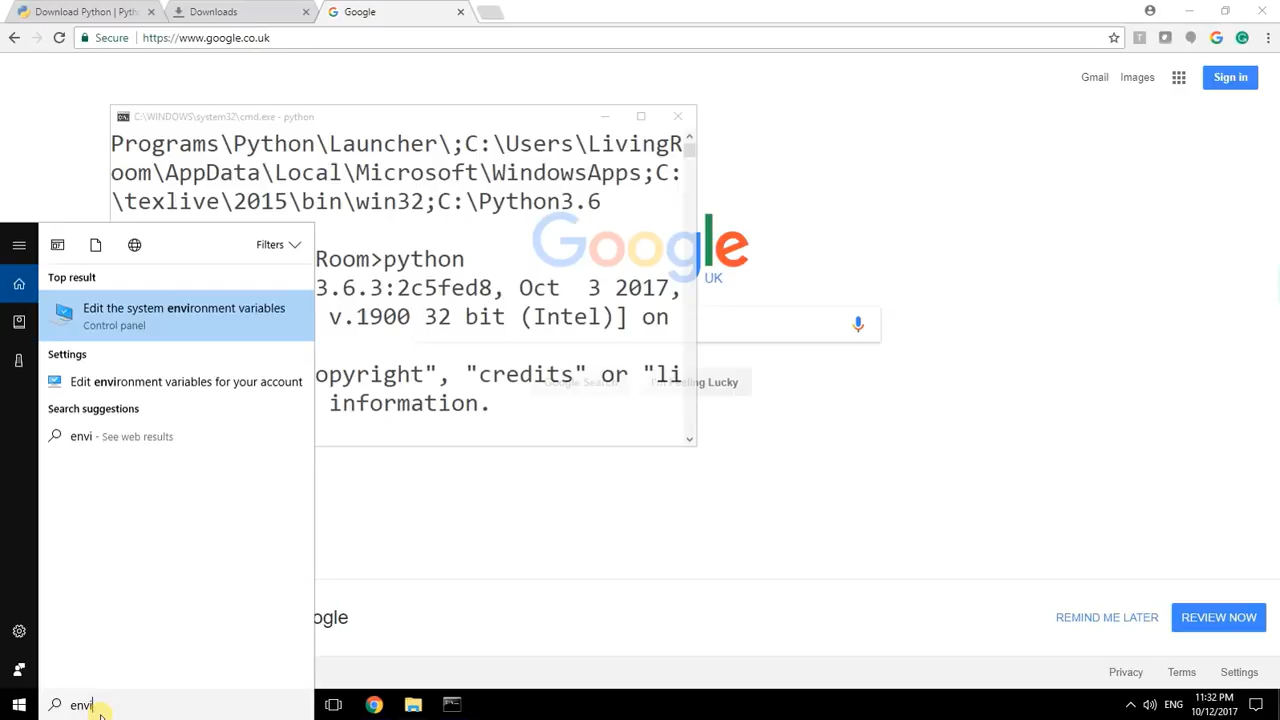 Download Python | Pyth
Downloads
Google
Secure
https://www.google.co.uk
Gmail
Images
Sign in
C:\WINDOWS\system32\cmd.exe - python
Programs\Python\Launcher\;C:\Users\LivingR
oom\AppData\Local\Microsoft\WindowsApps;C:
\texlive\2015\bin\win32;C:\Python3.6
Room>python
3.6.3:2c5fed8, Oct  3 2017,
v.1900 32 bit (Intel)] on
opyright", "credits" or "li
information.
Google
UK
Google Search
I'm Feeling Lucky
Filters
Top result
Edit the system environment variables
Control panel
Settings
Edit environment variables for your account
Search suggestions
envi - See web results
envi
ogle
REMIND ME LATER
REVIEW NOW
Privacy
Terms
Settings
ENG
11:32 PM
10/12/2017